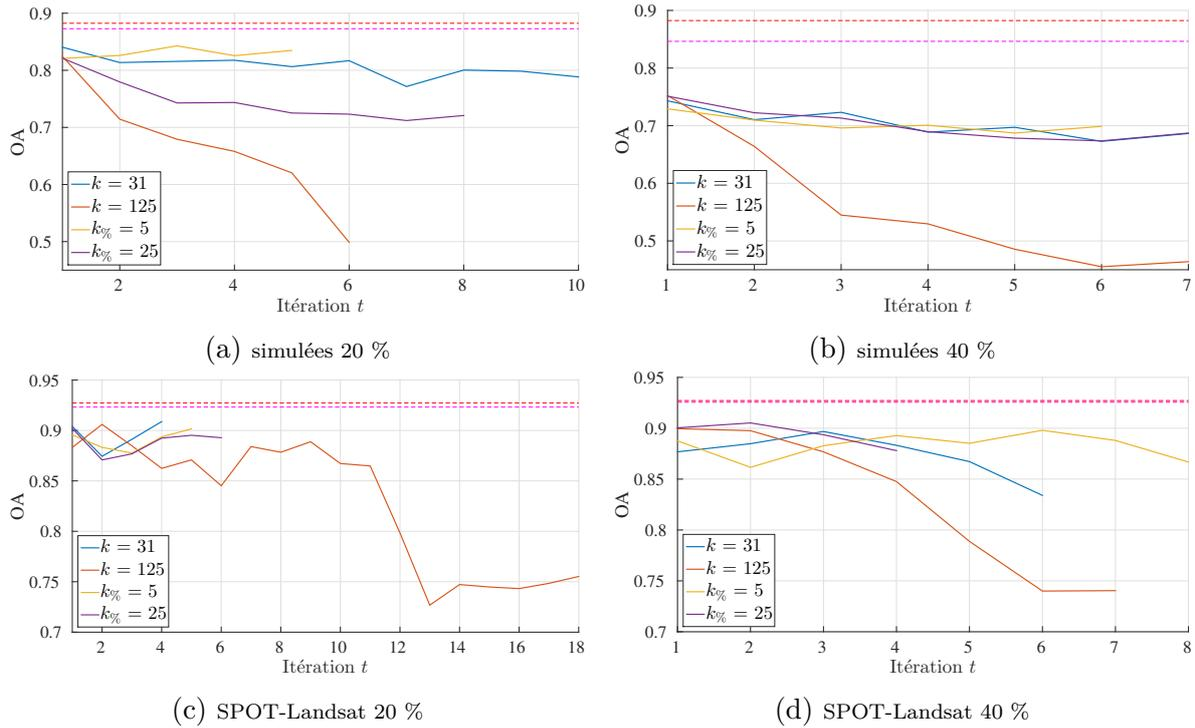 0.9
0.8
0.7
0.6
0.5
OA
k = 31
k = 125
k% = 5
k% = 25
2 4 6 8 10
Itération t
(a) simulées 20 %
0.9
0.8
0.7
0.6
0.5
OA
k = 31
k = 125
k% = 5
k% = 25
1 2 3 4 5 6 7
Itération t
(b) simulées 40 %
0.95
0.9
0.85
0.8
0.75
0.7
OA
k = 31
k = 125
k% = 5
k% = 25
2 4 6 8 10 12 14 16 18
Itération t
(c) SPOT-Landsat 20 %
0.95
0.9
0.85
0.8
0.75
0.7
OA
k = 31
k = 125
k% = 5
k% = 25
1 2 3 4 5 6 7 8
Itération t
(d) SPOT-Landsat 40 %